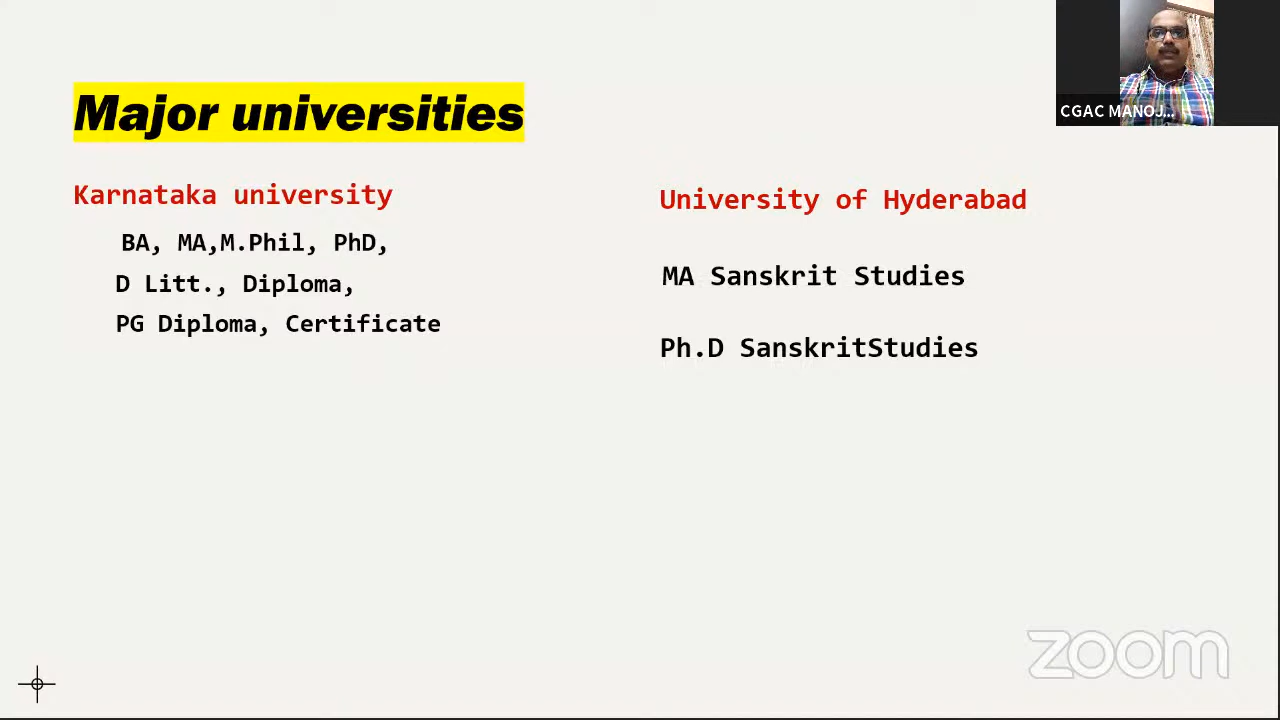 Major universities
Karnataka university
BA, MA,M.Phil, PhD,
D Litt., Diploma,
PG Diploma, Certificate
University of Hyderabad
MA Sanskrit Studies
Ph.D SanskritStudies
CGAC MANOJ...
zoom